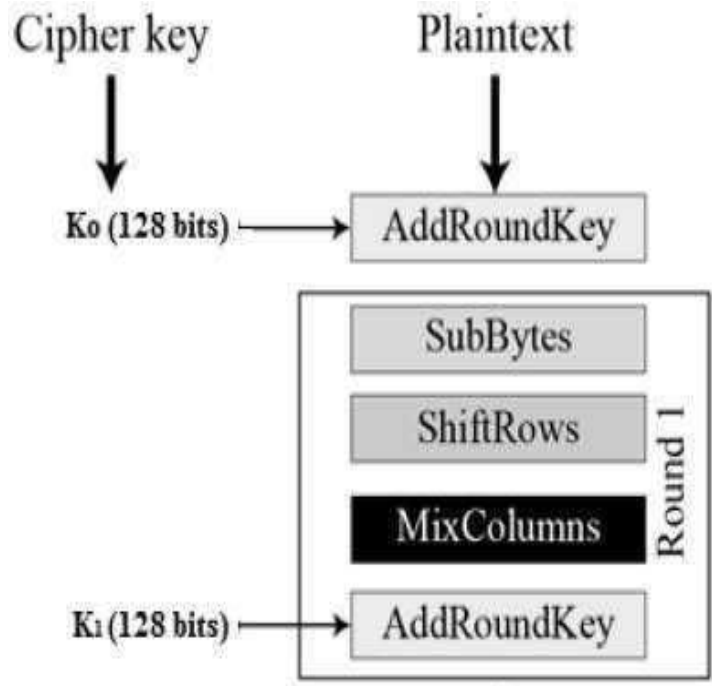 Cipher key
Plaintext
K0 (128 bits)
AddRoundKey
SubBytes
ShiftRows
MixColumns
Round 1
K1 (128 bits)
AddRoundKey